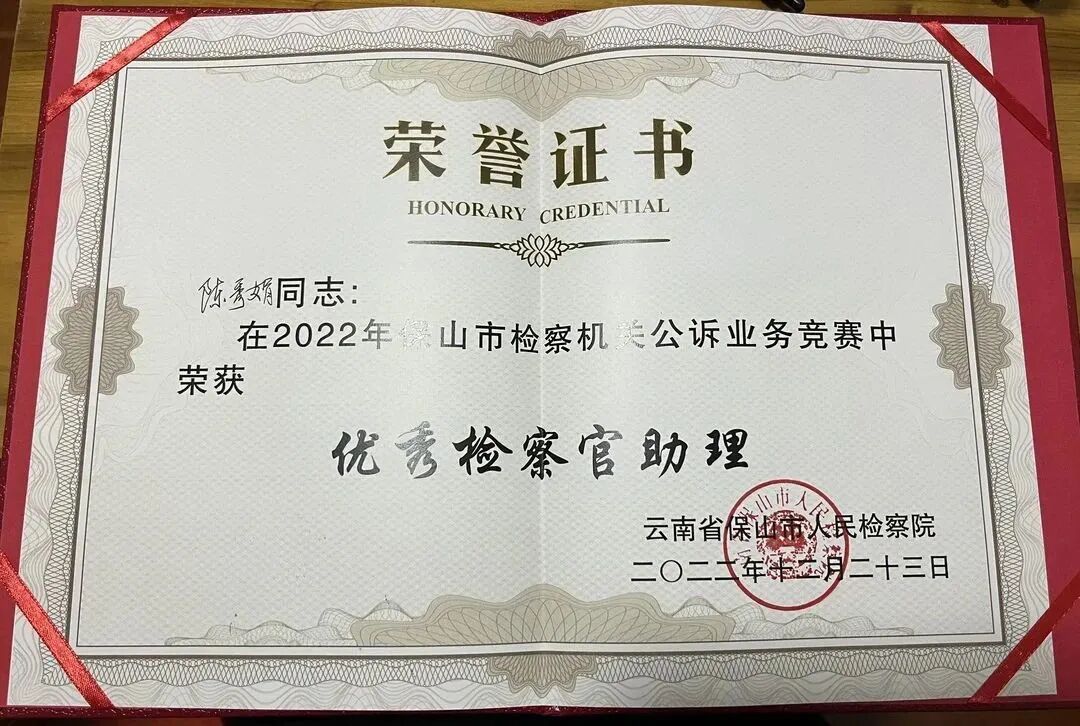 荣誉证书
HONORARY CREDENTIAL
陈秀娟同志:
在2022年保山市检察机关公诉业务竞赛中
荣获
优秀检察官助理
云南省保山市人民检察院
二〇二二年十二月二十三日